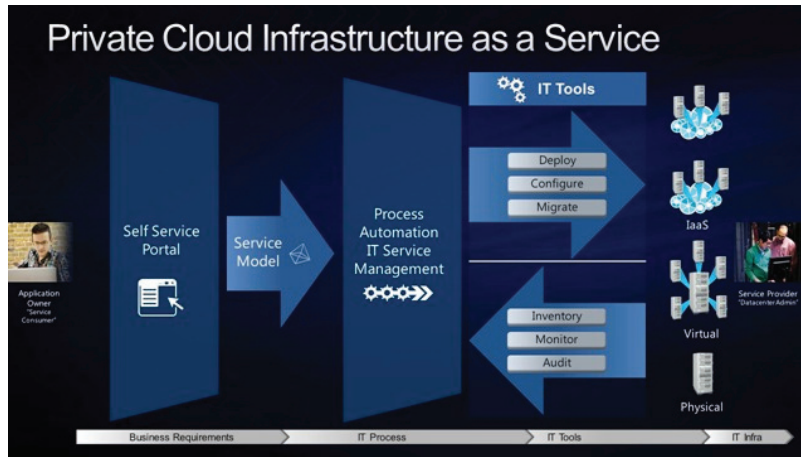 Private Cloud Infrastructure as a Service
IT Tools
Deploy
Configure
Migrate
IaaS
Self Service
Portal
Service
Model
Process
Automation
IT Service
Management
Application
Owner
"Service
Consumer"
Service Provider
"Datacenter Admin"
Inventory
Monitor
Audit
Virtual
Physical
Business Requirements
IT Process
IT Tools
IT Infra